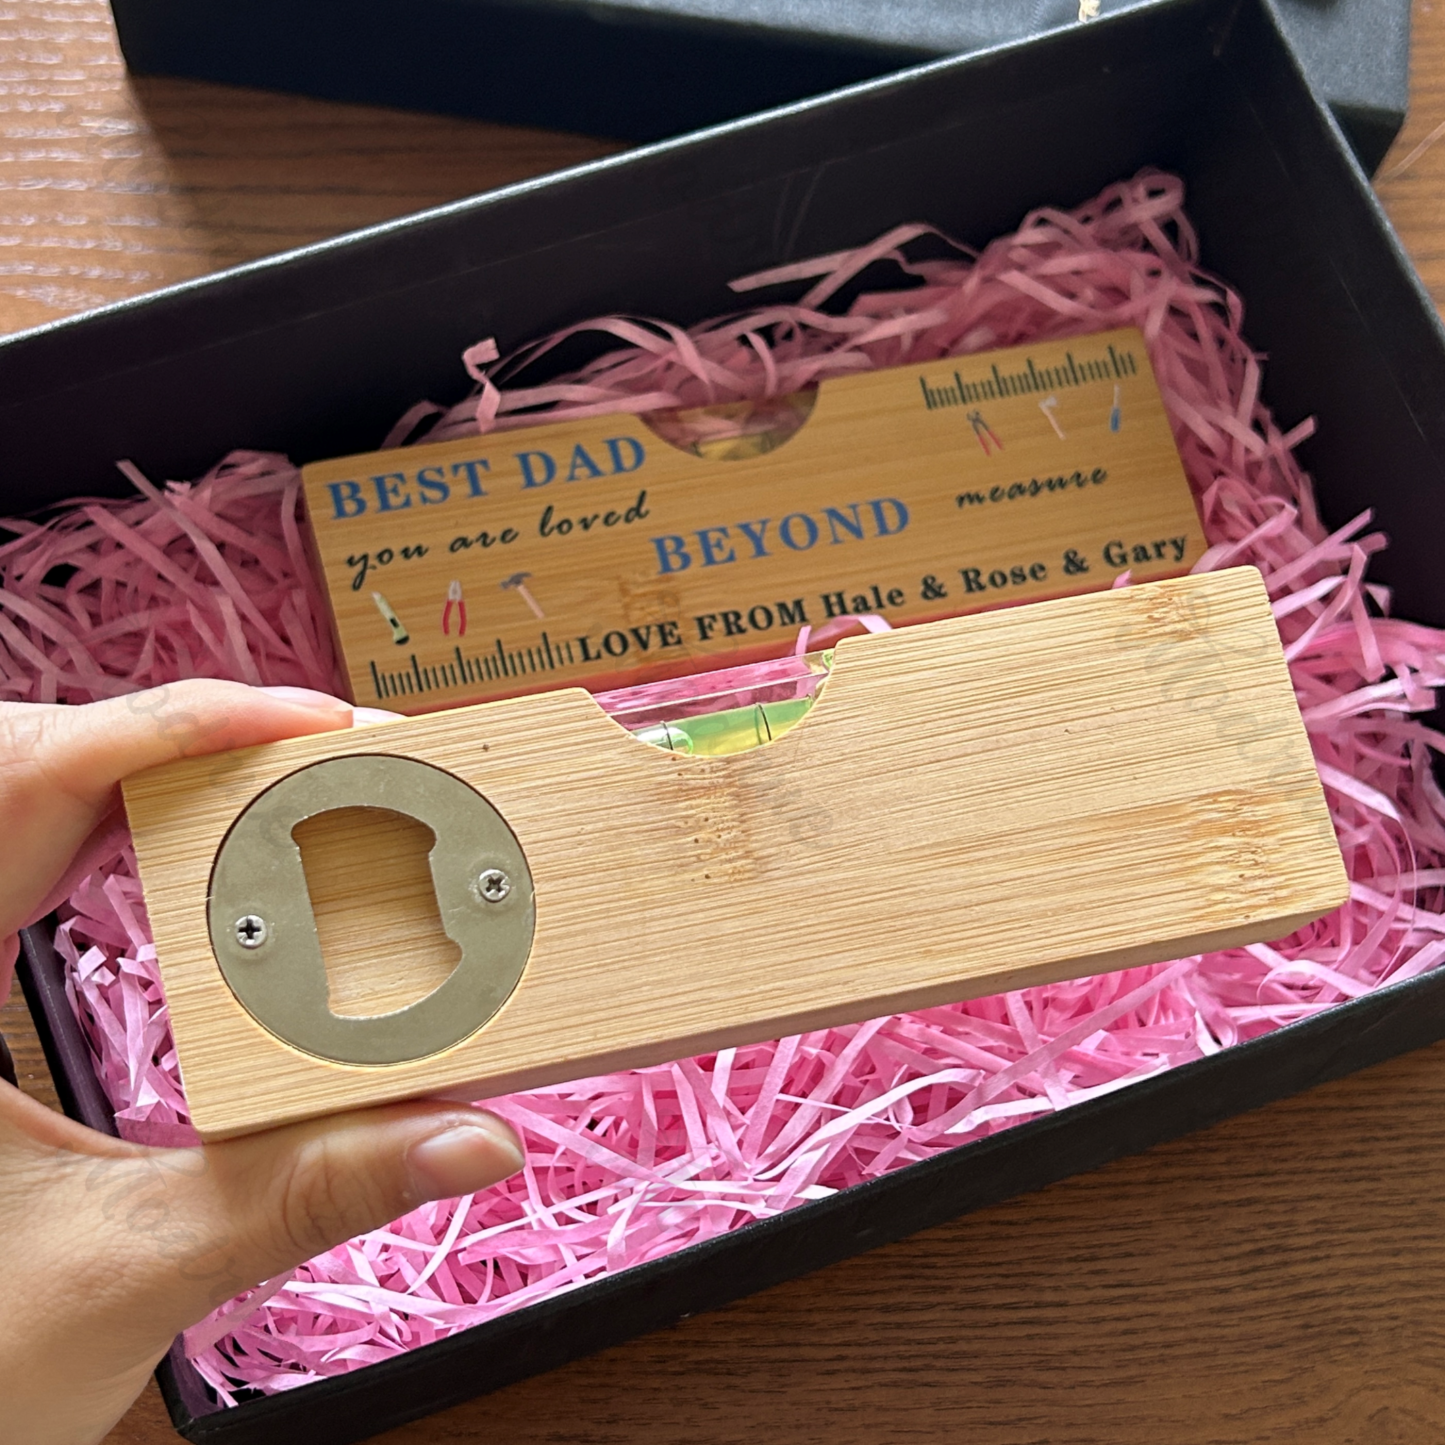 BEST DAD
you are loved
BEYOND
measure
LOVE FROM Hale & Rose & Gary